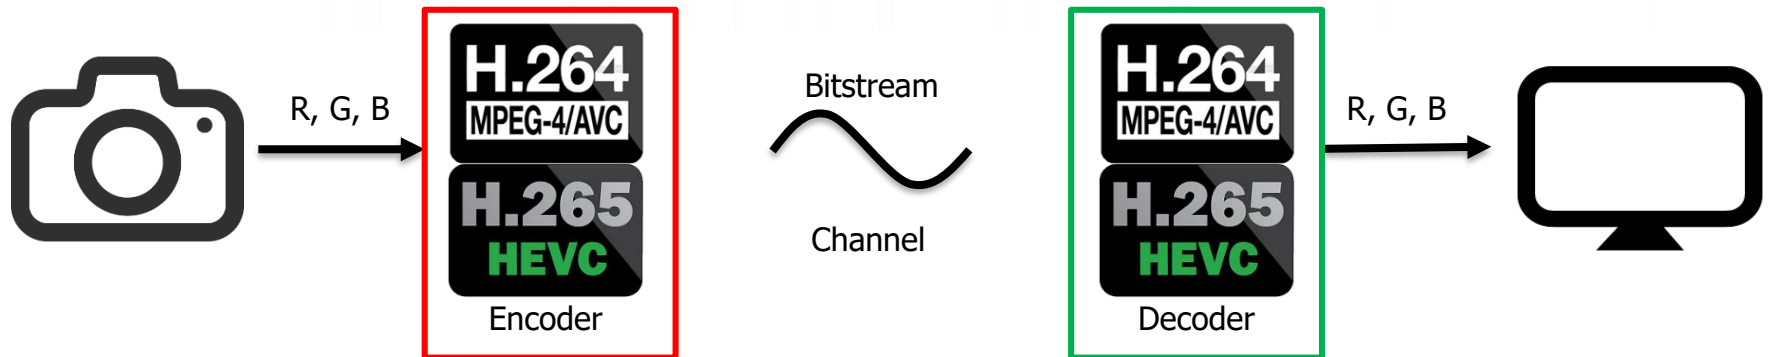 R, G, B
H.264
MPEG-4/AVC
H.265
HEVC
Encoder
Bitstream
Channel
H.264
MPEG-4/AVC
H.265
HEVC
Decoder
R, G, B